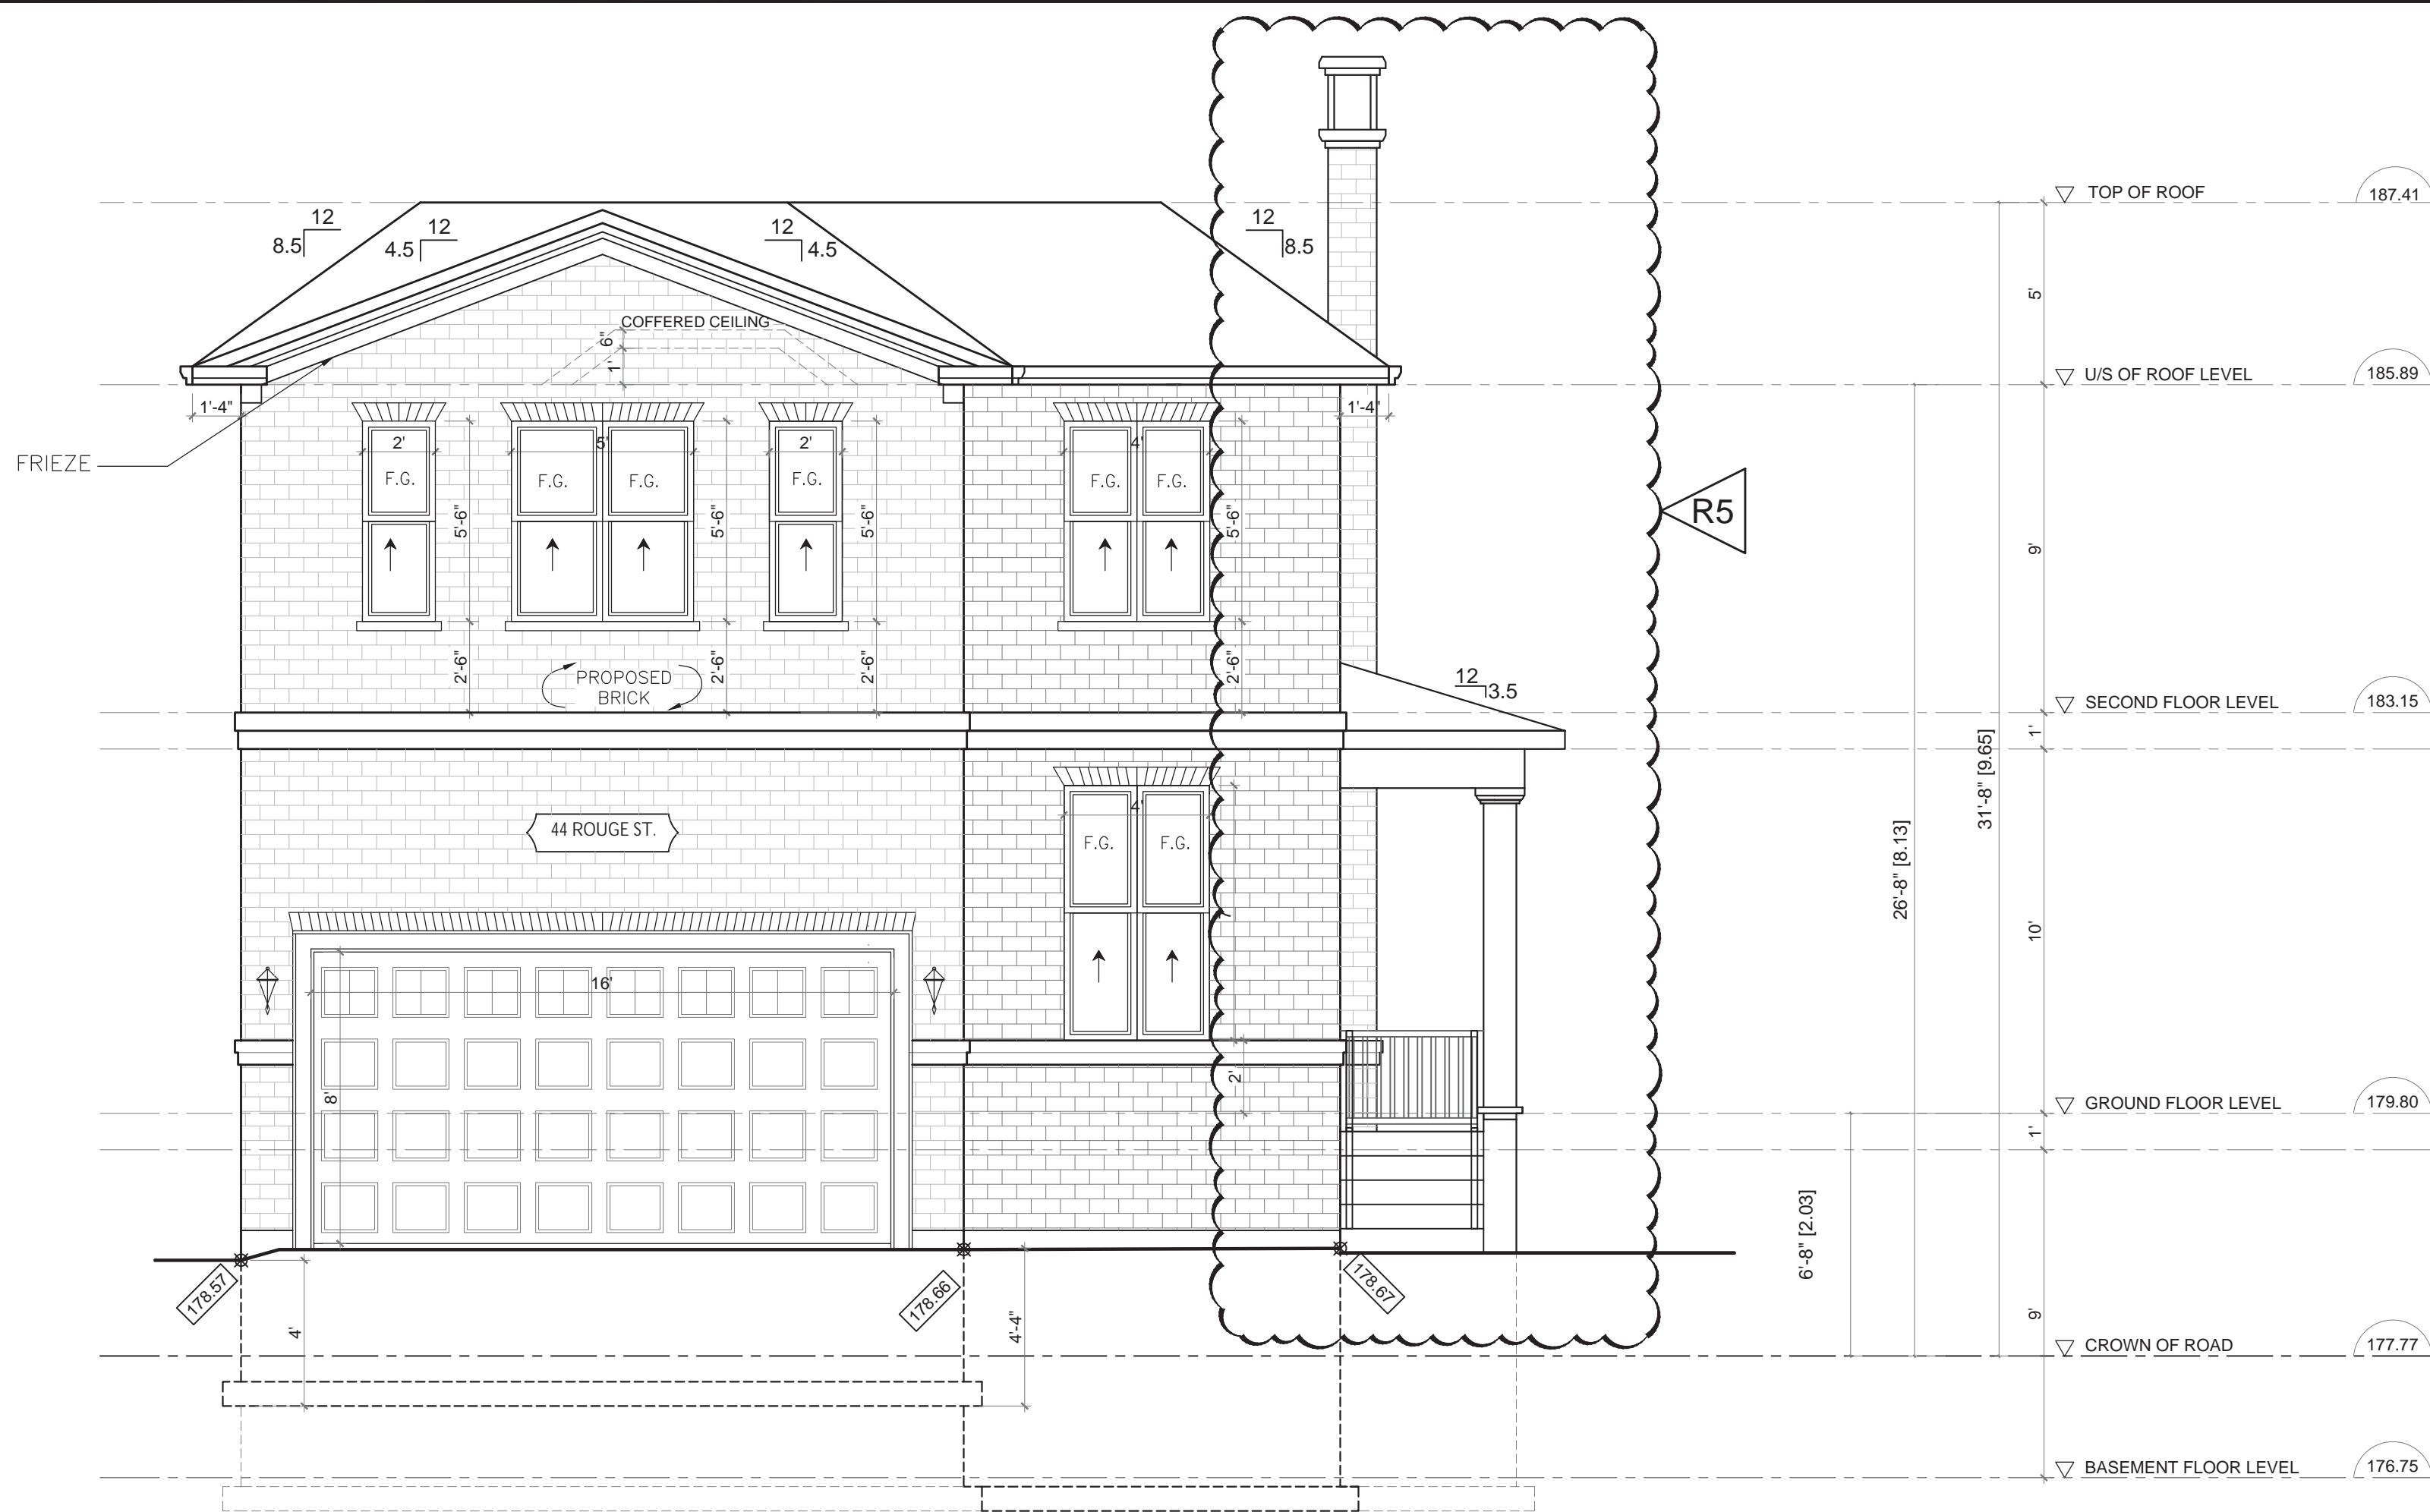 TOP OF ROOF
187.41
12
8.5
12
4.5
12
4.5
12
8.5
5'
COFFERED CEILING
6"
1'
U/S OF ROOF LEVEL
185.89
1'-4"
1'-4"
FRIEZE
2'
5'
2'
4'
F.G.
F.G.
F.G.
F.G.
F.G.
F.G.
R5
5'-6"
5'-6"
5'-6"
5'-6"
9'
2'-6"
2'-6"
2'-6"
2'-6"
PROPOSED
BRICK
12
3.5
SECOND FLOOR LEVEL
183.15
1'
31'-8" [9.65]
26'-8" [8.13]
44 ROUGE ST.
4'
F.G.
F.G.
7'
10'
16'
8'
2'
GROUND FLOOR LEVEL
179.80
1'
6'-8" [2.03]
178.57
178.66
178.67
4'
4'-4"
9'
CROWN OF ROAD
177.77
BASEMENT FLOOR LEVEL
176.75